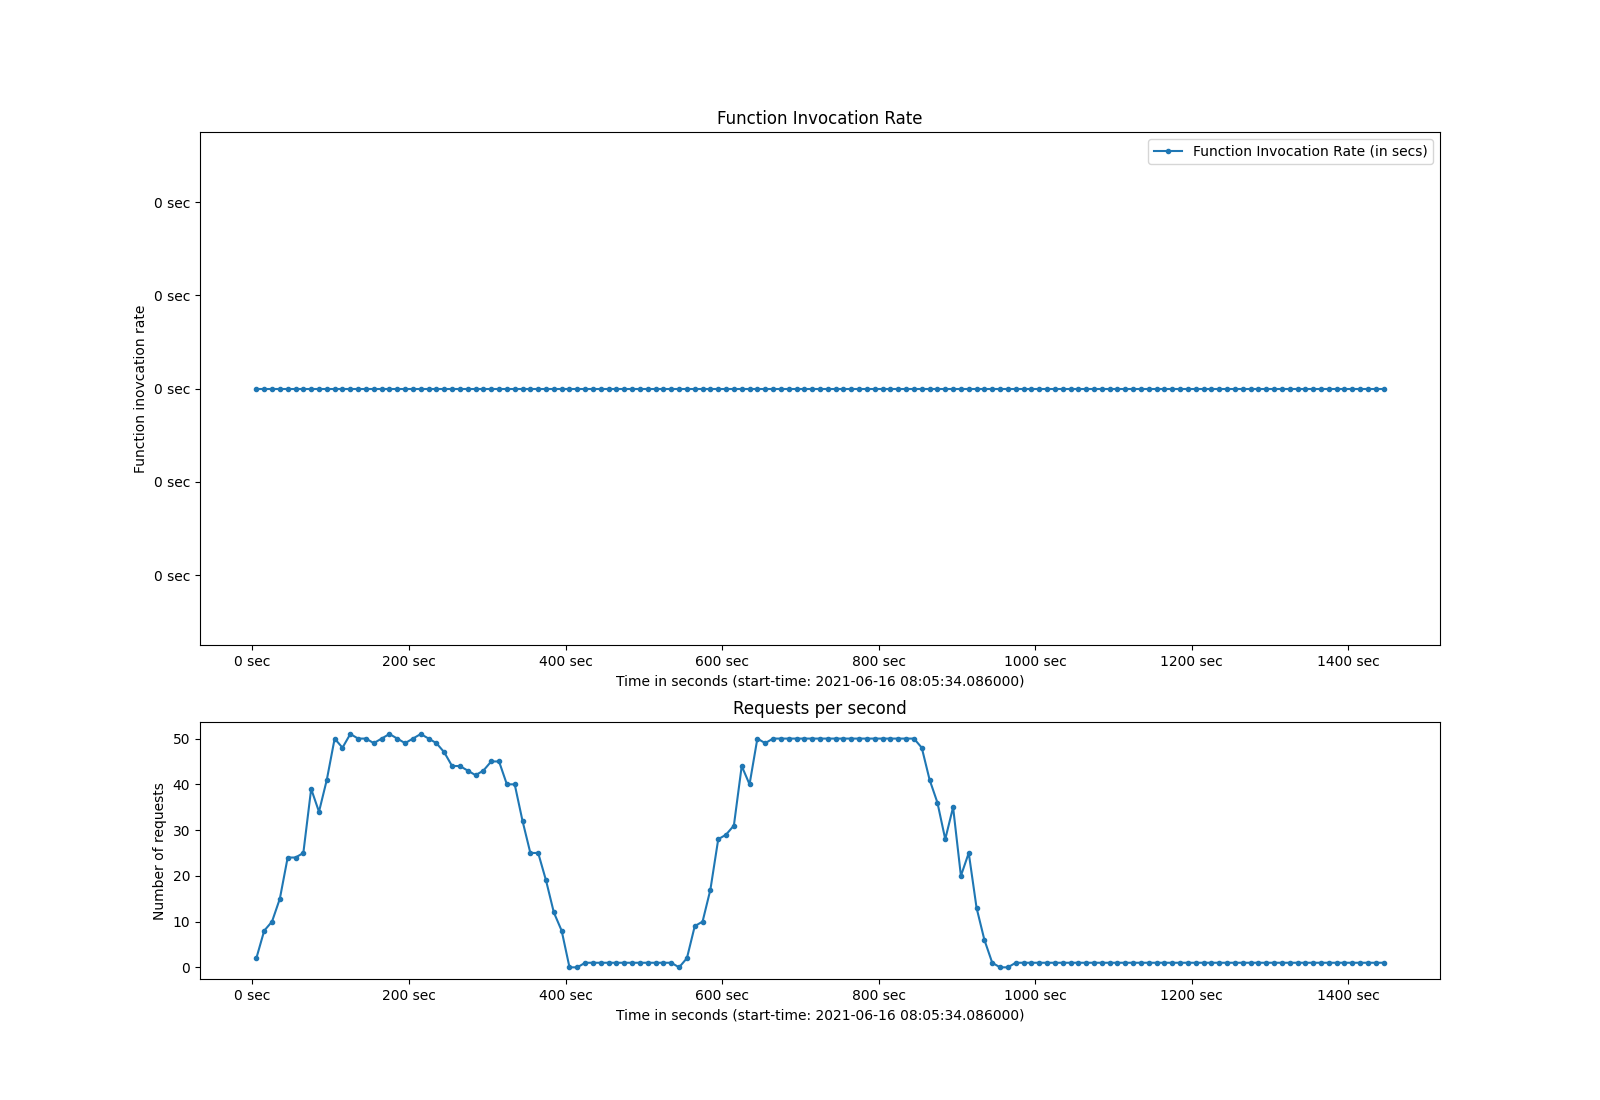 Function Invocation Rate
Function Invocation Rate (in secs)
0 sec
0 sec
0 sec
0 sec
0 sec
Function inovcation rate
0 sec 200 sec 400 sec 600 sec 800 sec 1000 sec 1200 sec 1400 sec
Time in seconds (start-time: 2021-06-16 08:05:34.086000)
Requests per second
50
40
30
20
10
0
Number of requests
0 sec 200 sec 400 sec 600 sec 800 sec 1000 sec 1200 sec 1400 sec
Time in seconds (start-time: 2021-06-16 08:05:34.086000)